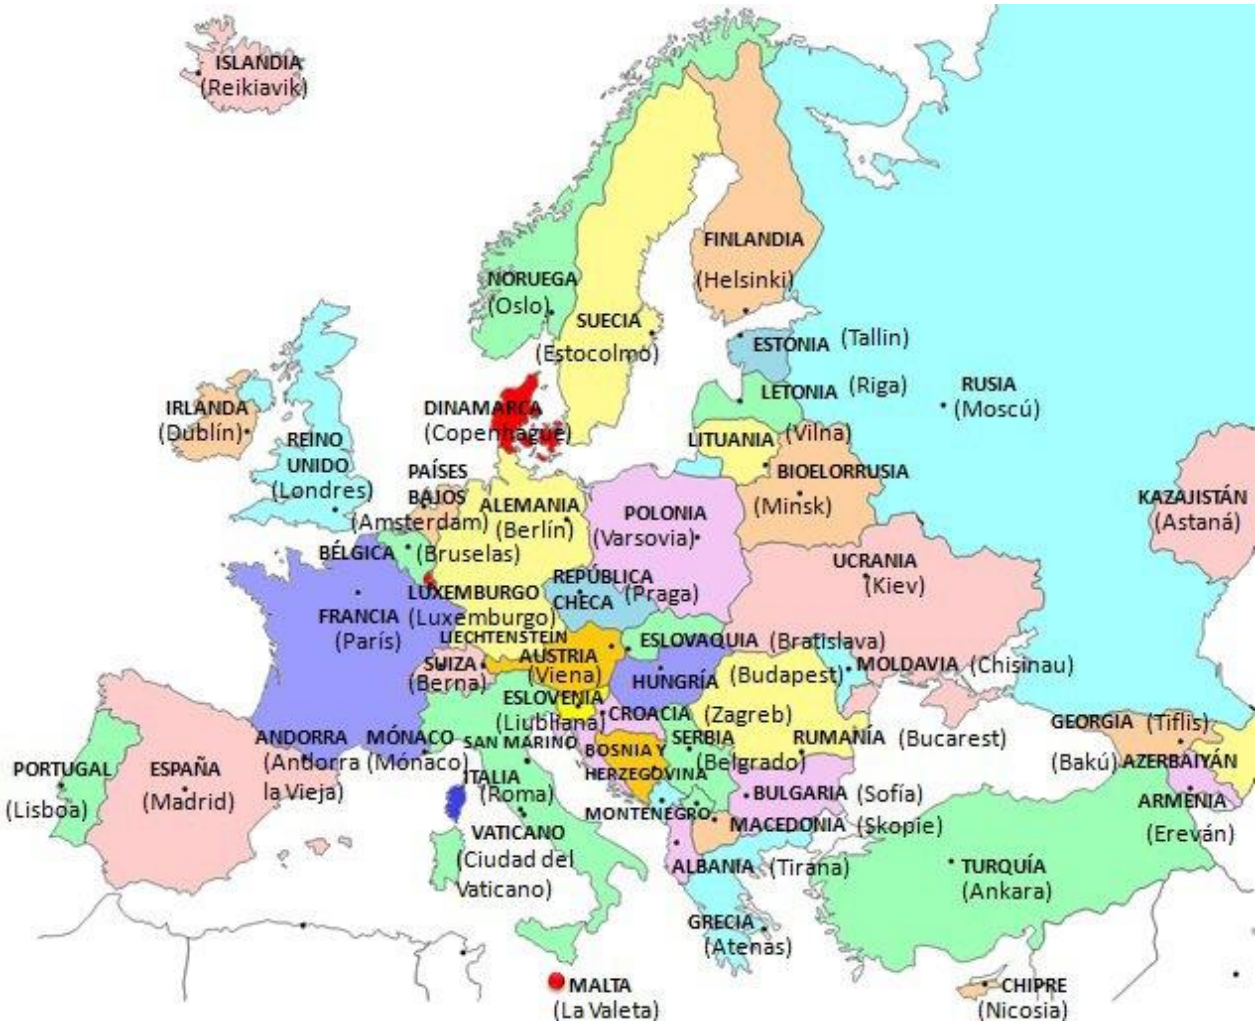 ISLANDIA
(Reikiavik)
FINLANDIA
(Helsinki)
NORUEGA
(Oslo)
SUECIA
(Estocolmo)
ESTONIA (Tallin)
LETONIA (Riga)
RUSIA
(Moscú)
IRLANDA
(Dublín)
REINO
UNIDO
(Londres)
DINAMARCA
(Copenhague)
LITUANIA (Vilna)
BIOELORRUSIA
(Minsk)
PAÍSES
BAJOS
(Amsterdam)
ALEMANIA
(Berlín)
POLONIA
(Varsovia)
KAZAJISTÁN
(Astaná)
BÉLGICA (Bruselas)
UCRANIA
(Kiev)
LUXEMBURGO
(Luxemburgo)
REPÚBLICA
CHECA (Praga)
FRANCIA
(París)
LIECHTENSTEIN
ESLOVAQUIA (Bratislava)
SUIZA
(Berna)
AUSTRIA
(Viena)
HUNGRÍA (Budapest)
MOLDAVIA (Chisinau)
ESLOVENIA
(Liubliana)
CROACIA (Zagreb)
ANDORRA
(Andorra
la Vieja)
MÓNACO
(Mónaco)
SAN MARINO
BOSNIA Y
HERZEGOVINA
SERBIA
(Belgrado)
RUMANÍA (Bucarest)
GEORGIA (Tiflis)
(Bakú) AZERBAIYÁN
PORTUGAL
(Lisboa)
ESPAÑA
(Madrid)
ITALIA
(Roma)
MONTENEGRO
BULGARIA (Sofía)
ARMENIA
(Ereván)
VATICANO
(Ciudad del
Vaticano)
MACEDONIA (Skopie)
ALBANIA (Tirana)
TURQUÍA
(Ankara)
GRECIA
(Atenas)
MALTA
(La Valeta)
CHIPRE
(Nicosia)